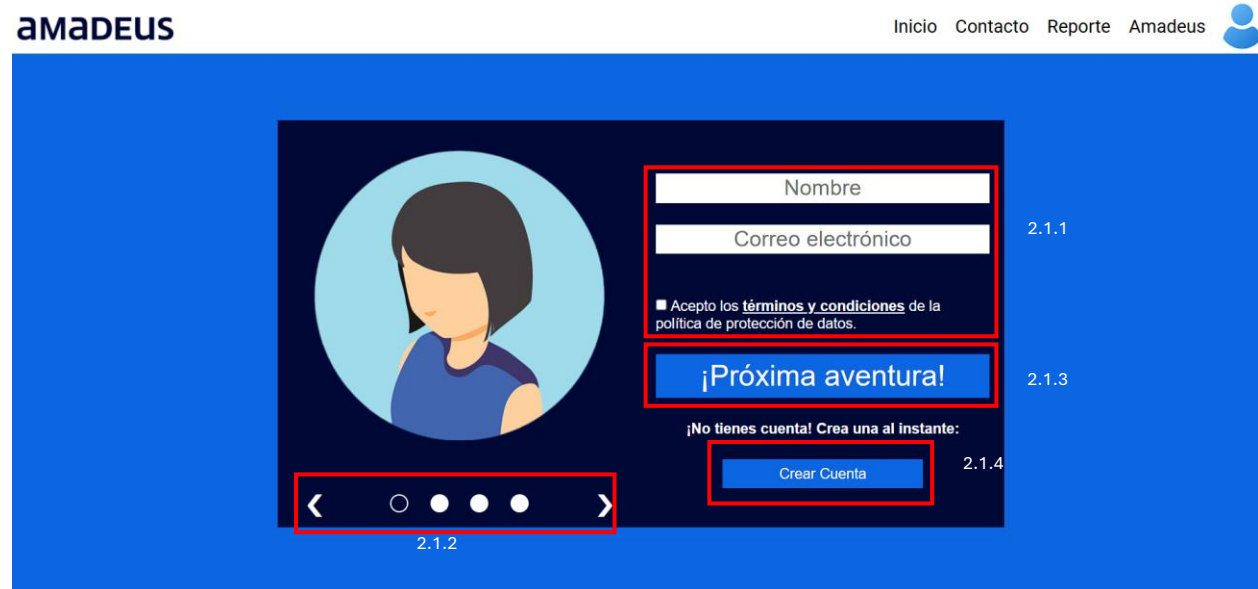 amadeus
Inicio Contacto Reporte Amadeus
Nombre
Correo electrónico
2.1.1
Acepto los términos y condiciones de la
política de protección de datos.
¡Próxima aventura!
2.1.3
¡No tienes cuenta! Crea una al instante:
Crear Cuenta
2.1.4
❮ ❯
2.1.2